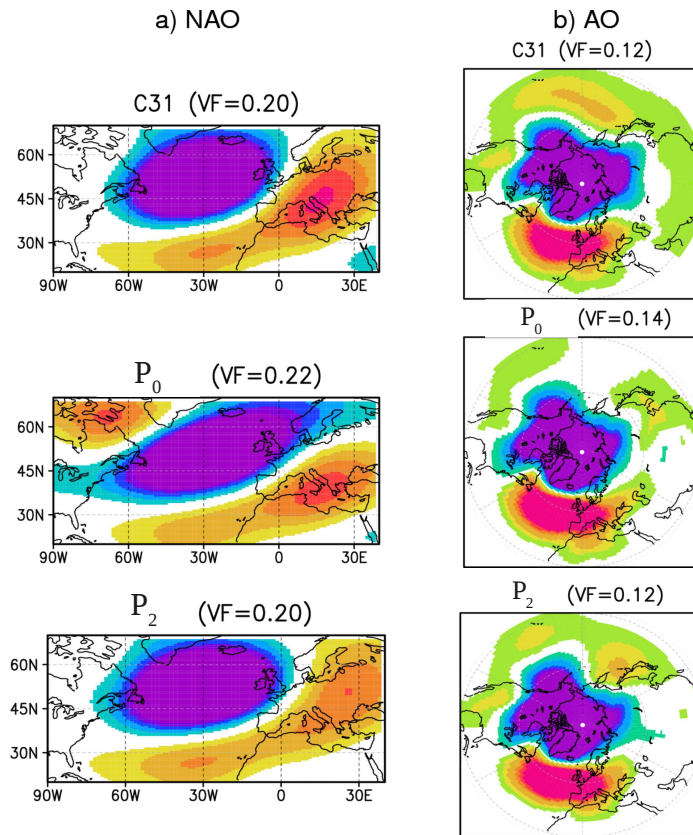 a) NAO
b) AO
C31 (VF=0.20)
60N
45N
30N
90W 60W 30W 0 30E
C31 (VF=0.12)
P0 (VF=0.22)
60N
45N
30N
90W 60W 30W 0 30E
P0 (VF=0.14)
P2 (VF=0.20)
60N
45N
30N
90W 60W 30W 0 30E
P2 (VF=0.12)